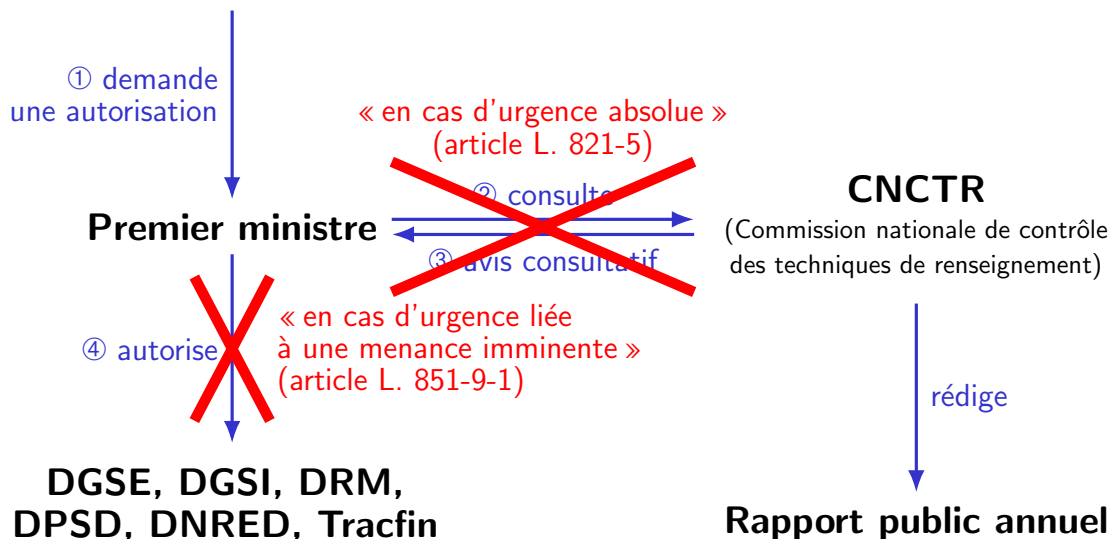 ① demande
une autorisation
« en cas d'urgence absolue »
(article L. 821-5)
② consulte
Premier ministre
③ avis consultatif
CNCTR
(Commission nationale de contrôle
des techniques de renseignement)
④ autorise
« en cas d'urgence liée
à une menance imminente »
(article L. 851-9-1)
rédige
DGSE, DGSI, DRM,
DPSD, DNRED, Tracfin
Rapport public annuel